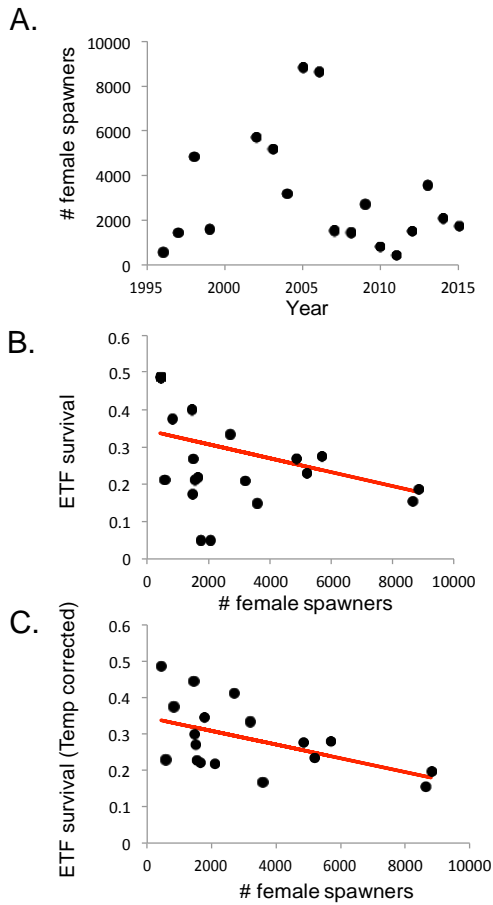 A.
# female spawners
10000
8000
6000
4000
2000
0
1995 2000 2005 2010 2015
Year
B.
ETF survival
0.6
0.5
0.4
0.3
0.2
0.1
0
0 2000 4000 6000 8000 10000
# female spawners
C.
ETF survival (Temp corrected)
0.6
0.5
0.4
0.3
0.2
0.1
0
0 2000 4000 6000 8000 10000
# female spawners